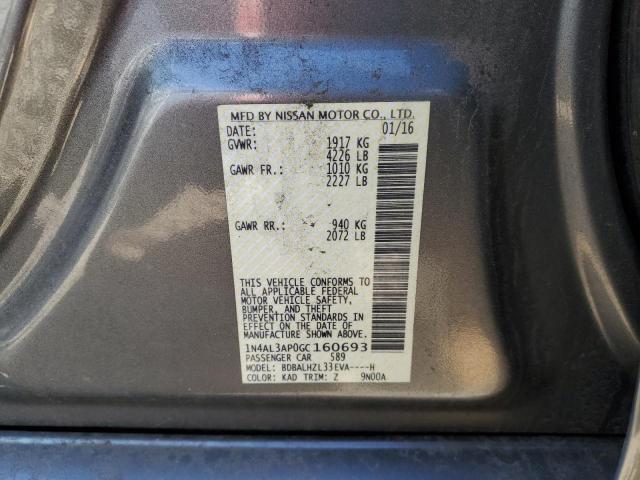 MFD BY NISSAN MOTOR CO., LTD.
DATE: 01/16
GVWR: 1917 KG
4226 LB
GAWR FR.: 1010 KG
2227 LB
GAWR RR.: 940 KG
2072 LB
THIS VEHICLE CONFORMS TO
ALL APPLICABLE FEDERAL
MOTOR VEHICLE SAFETY,
BUMPER, AND THEFT
PREVENTION STANDARDS IN
EFFECT ON THE DATE OF
MANUFACTURE SHOWN ABOVE.
1N4AL3AP0GC160693
PASSENGER CAR 589
MODEL: BDBALHZL33EVA----H
COLOR: KAD TRIM: Z 9N00A